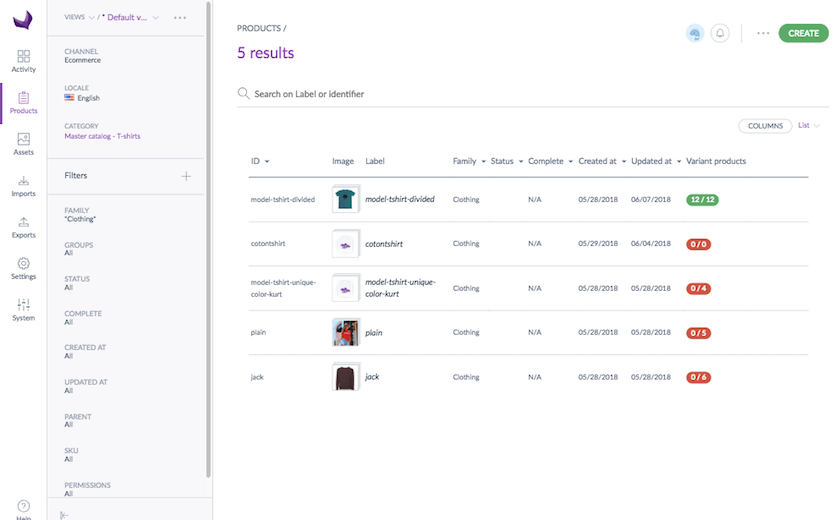 Activity
Products
Assets
Imports
Exports
Settings
System
Help
VIEWS / * Default v...
CHANNEL
Ecommerce
LOCALE
English
CATEGORY
Master catalog - T-shirts
Filters
FAMILY
"Clothing"
GROUPS
All
STATUS
All
COMPLETE
All
CREATED AT
All
UPDATED AT
All
PARENT
All
SKU
All
PERMISSIONS
All
PRODUCTS /
CREATE
5 results
Search on Label or identifier
COLUMNS List
ID Image Label Family Status Complete Created at Updated at Variant products
model-tshirt-divided model-tshirt-divided Clothing N/A 05/28/2018 06/07/2018 12 / 12
cotontshirt cotontshirt Clothing N/A 05/29/2018 06/04/2018 0 / 0
model-tshirt-unique-
color-kurt model-tshirt-unique-
color-kurt Clothing N/A 05/28/2018 05/28/2018 0 / 4
plain plain Clothing N/A 05/28/2018 05/28/2018 0 / 5
jack jack Clothing N/A 05/28/2018 05/28/2018 0 / 6